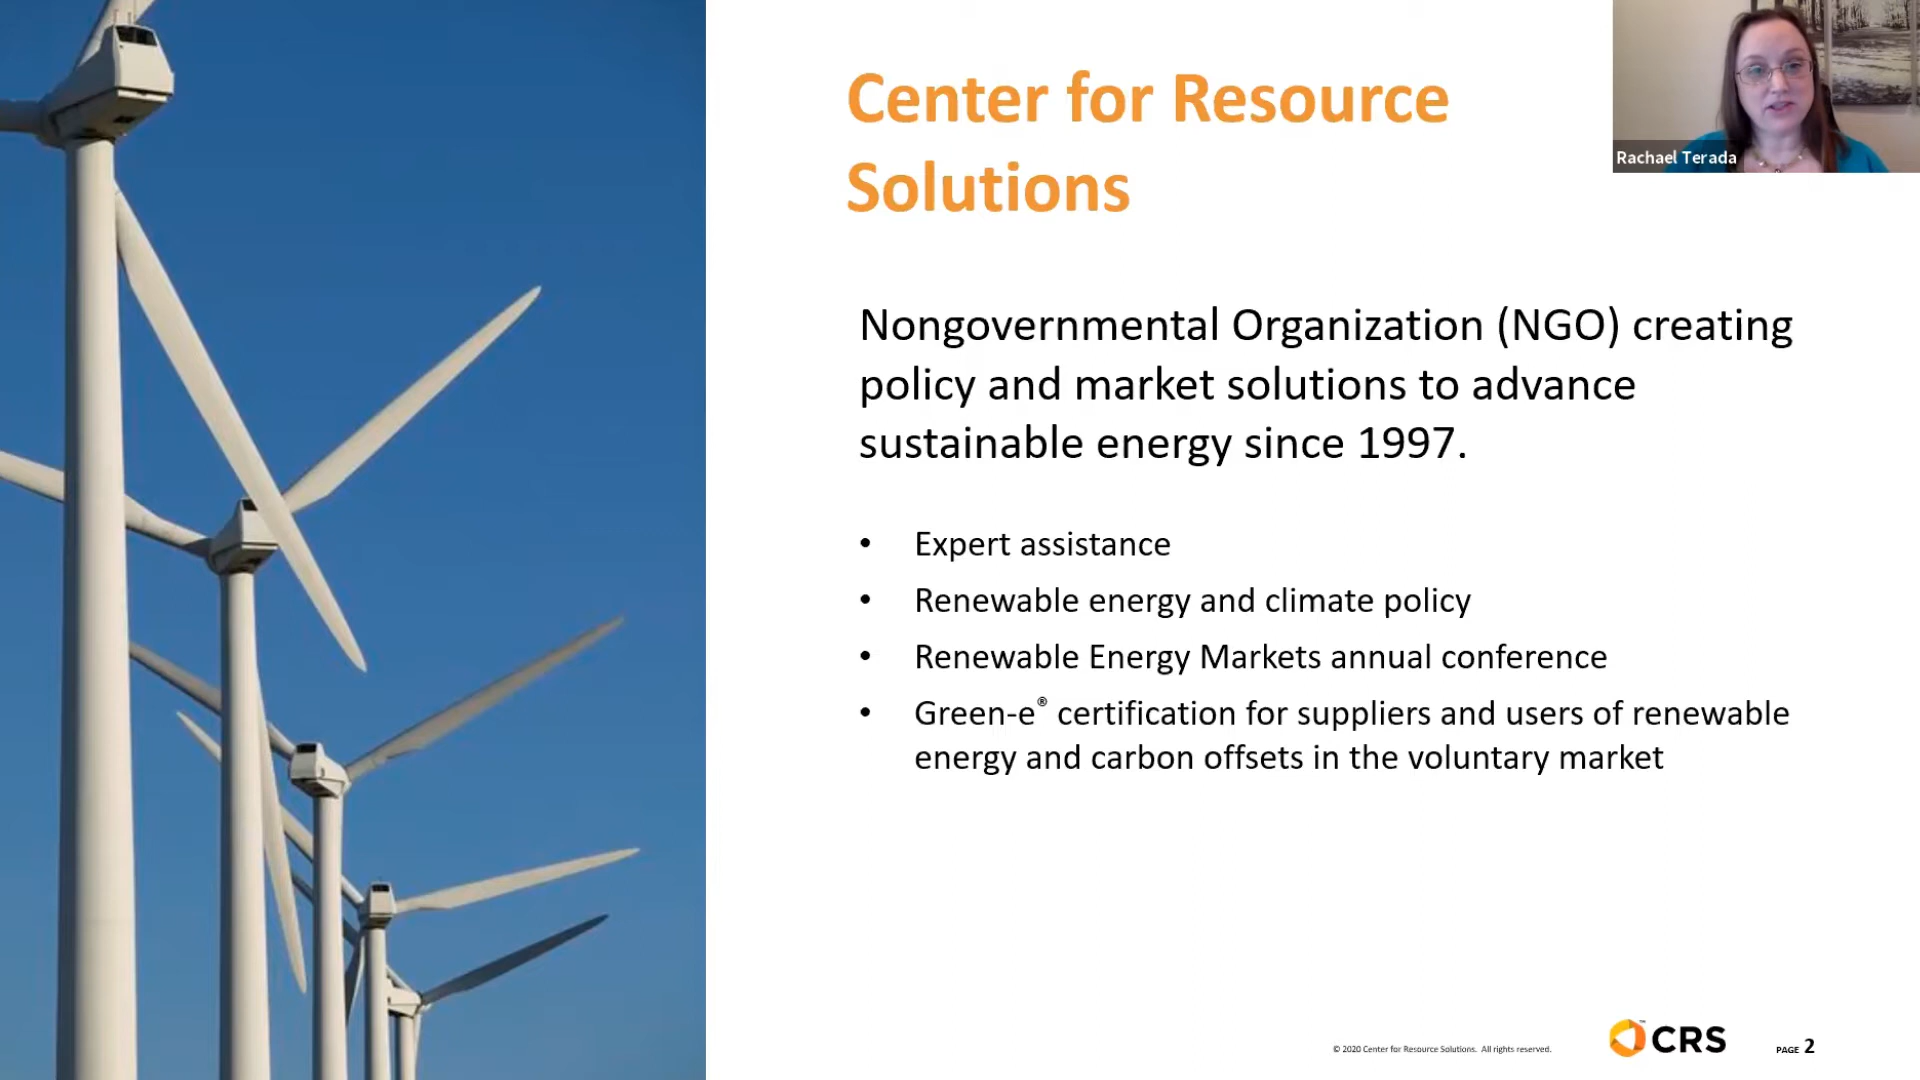 Center for Resource
Solutions
Rachael Terada
Nongovernmental Organization (NGO) creating
policy and market solutions to advance
sustainable energy since 1997.
• Expert assistance
• Renewable energy and climate policy
• Renewable Energy Markets annual conference
• Green-e® certification for suppliers and users of renewable
energy and carbon offsets in the voluntary market
© 2020 Center for Resource Solutions. All rights reserved.
CRS™
PAGE 2